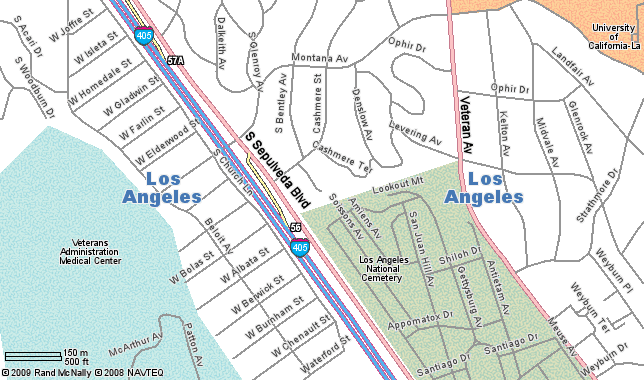 W Joffre St
S Acari Dr
W Isleta St
S Woodburn Dr
W Homedale St
W Gladwin St
W Failin St
W Elderwood St
405
57A
Dalkeith Av
S Glenroy Av
Montana Av
Ophir Dr
University
of
California-La
Landfair Av
S Bentley Av
Cashmere St
Denslow Av
Levering Av
Ophir Dr
Veteran Av
Kelton Av
Midvale Av
Glenrock Av
Cashmere Ter
S Sepulveda Blvd
S Church Ln
Los
Angeles
Lookout Mt
Los
Angeles
Strathmore Dr
Soissons Av
Amiens Av
San Juan Hill Av
Beloit Av
56
405
Veterans
Administration
Medical Center
Los Angeles
National
Cemetery
Shiloh Dr
Gettysburg Av
Antietam Av
Weyburn Pl
Weyburn Ter
W Bolas St
W Albata St
W Berwick St
W Burnham St
W Chenault St
Waterford St
Appomatox Dr
Meuse Av
Weyburn Dr
Santiago Dr
Santiago Dr
McArthur Av
Patton Av
150 m
500 ft
© 2009 Rand McNally © 2008 NAVTEQ